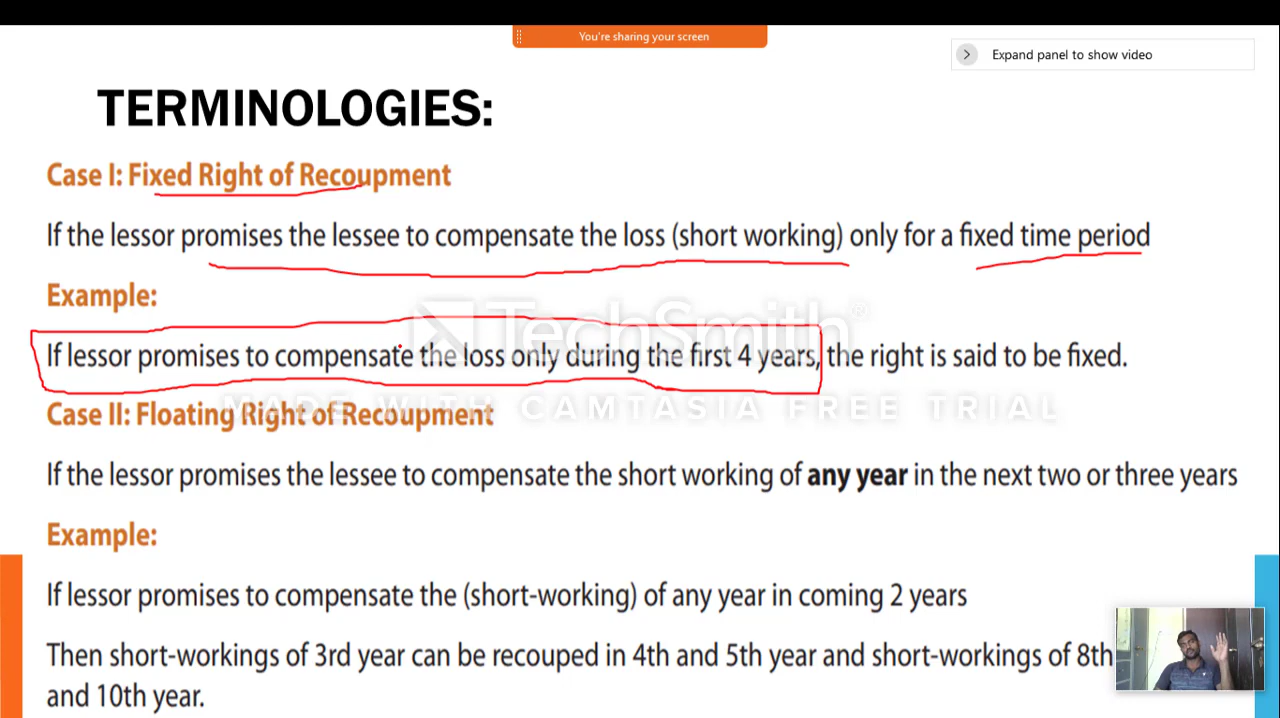 You're sharing your screen
Expand panel to show video
TERMINOLOGIES:
Case I: Fixed Right of Recoupment
If the lessor promises the lessee to compensate the loss (short working) only for a fixed time period
Example:
TechSmith®
If lessor promises to compensate the loss only during the first 4 years, the right is said to be fixed.
MADE WITH CAMTASIA FREE TRIAL
Case II: Floating Right of Recoupment
If the lessor promises the lessee to compensate the short working of any year in the next two or three years
Example:
If lessor promises to compensate the (short-working) of any year in coming 2 years
Then short-workings of 3rd year can be recouped in 4th and 5th year and short-workings of 8th
and 10th year.